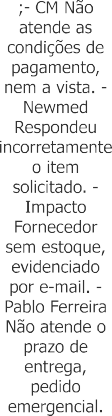 ;- CM Não
atende as
condições de
pagamento,
nem a vista. -
Newmed
Respondeu
incorretamente
o item
solicitado. -
Impacto
Fornecedor
sem estoque,
evidenciado
por e-mail. -
Pablo Ferreira
Não atende o
prazo de
entrega,
pedido
emergencial.